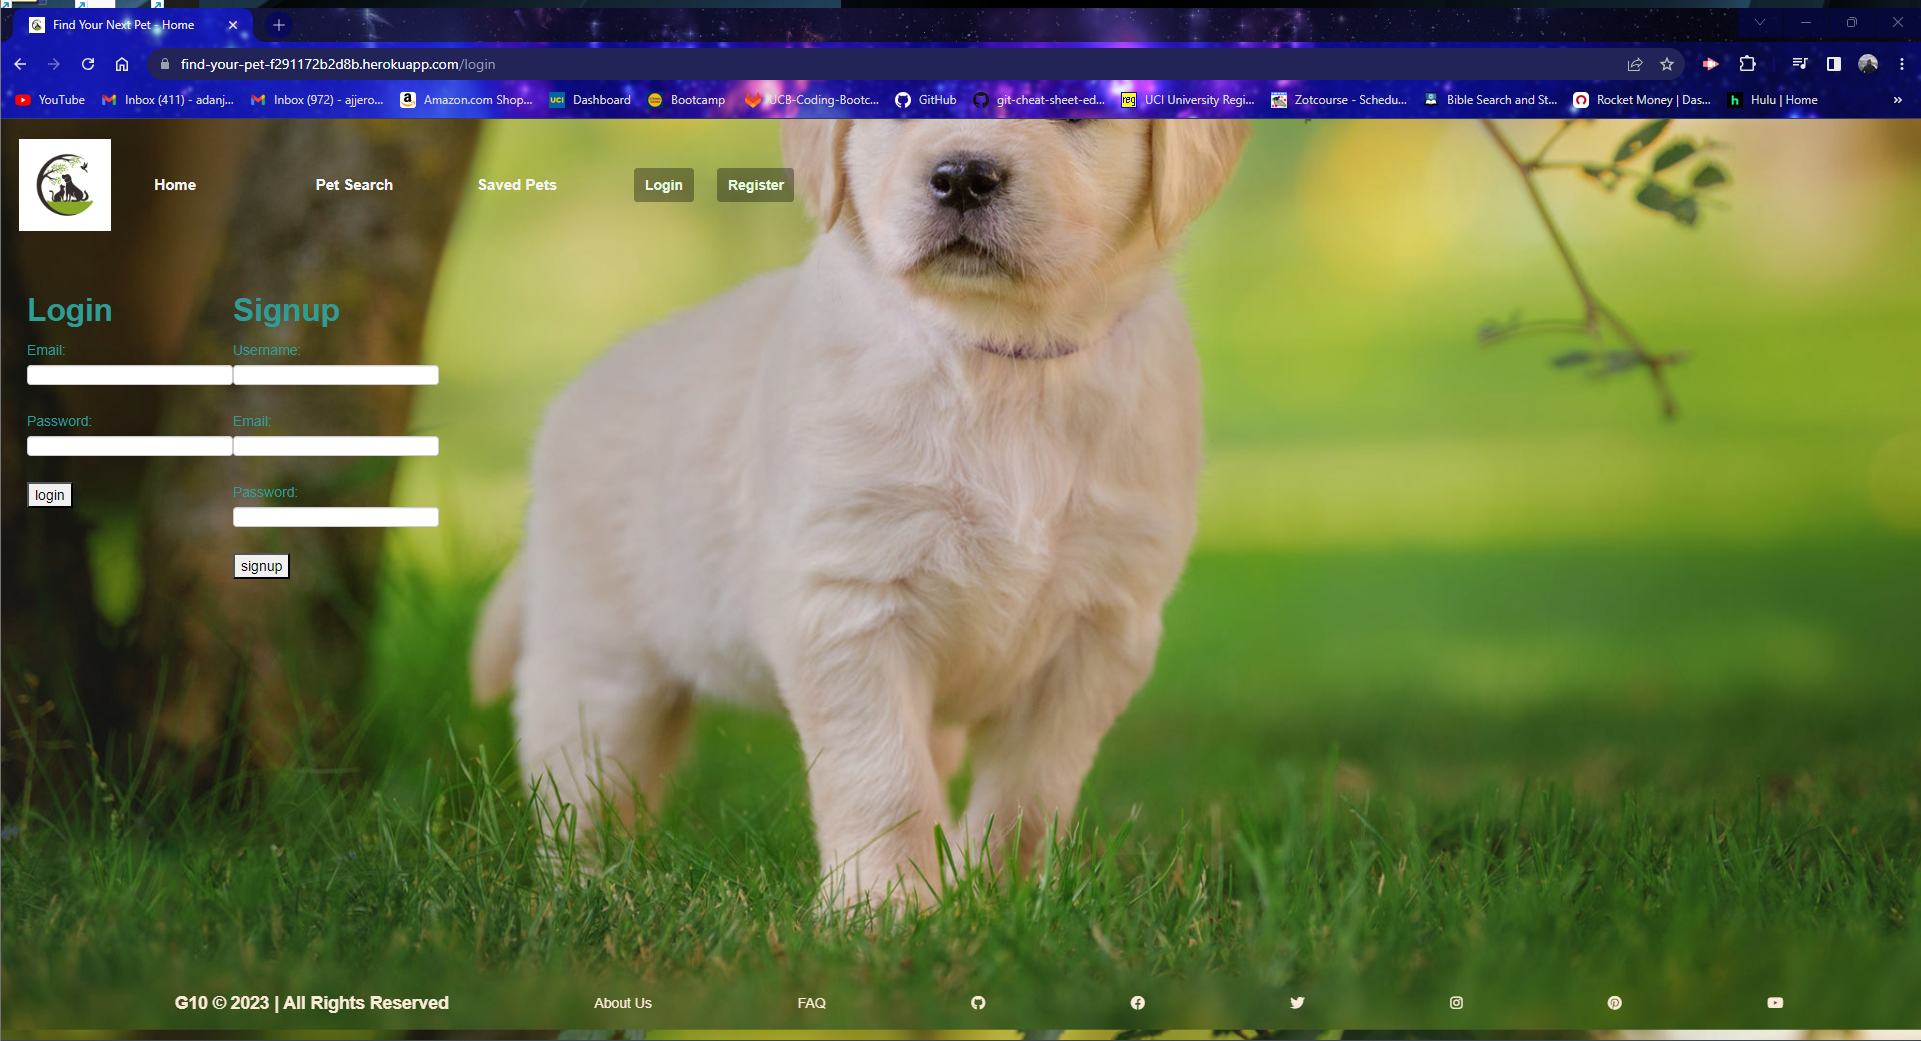 Find Your Next Pet - Home
find-your-pet-f291172b2d8b.herokuapp.com/login
YouTube Inbox (411) - adanj... Inbox (972) - ajjero... Amazon.com Shop... Dashboard Bootcamp UCB-Coding-Bootc... GitHub git-cheat-sheet-ed... UCI University Regi... Zotcourse - Schedu... Bible Search and St... Rocket Money | Das... Hulu | Home »
Home Pet Search Saved Pets Login Register
Login Signup
Email: Username:
Password: Email:
login Password:
signup
G10 © 2023 | All Rights Reserved About Us FAQ